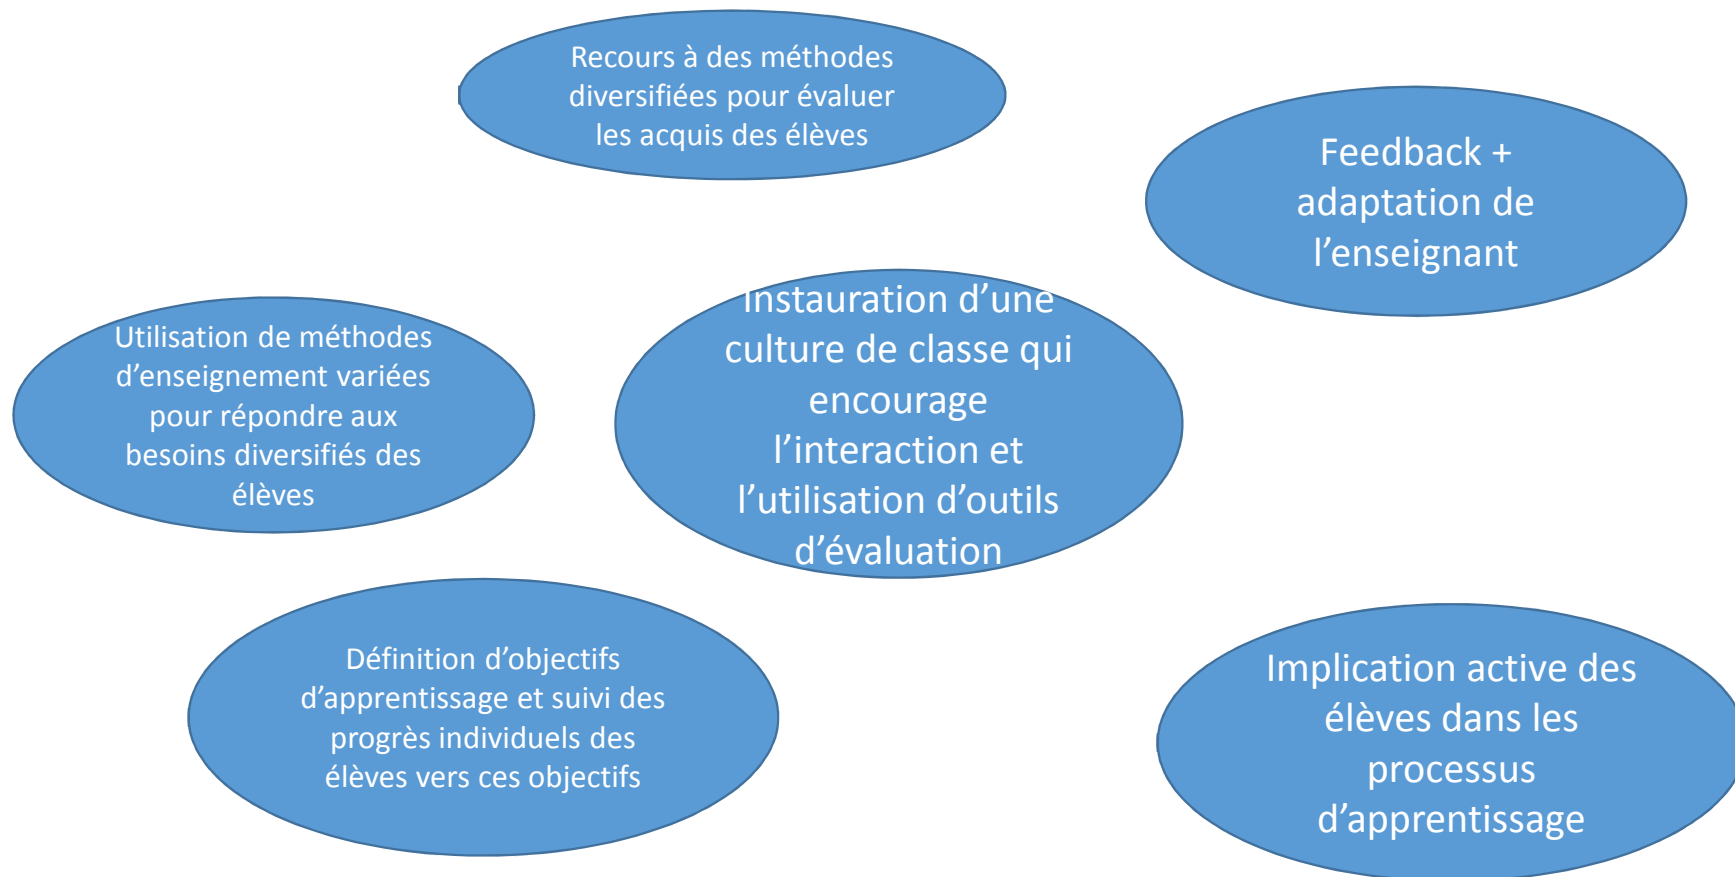 Recours à des méthodes
diversifiées pour évaluer
les acquis des élèves
Feedback +
adaptation de
l’enseignant
Instauration d’une
culture de classe qui
encourage
l’interaction et
l’utilisation d’outils
d’évaluation
Utilisation de méthodes
d’enseignement variées
pour répondre aux
besoins diversifiés des
élèves
Définition d’objectifs
d’apprentissage et suivi des
progrès individuels des
élèves vers ces objectifs
Implication active des
élèves dans les
processus
d’apprentissage